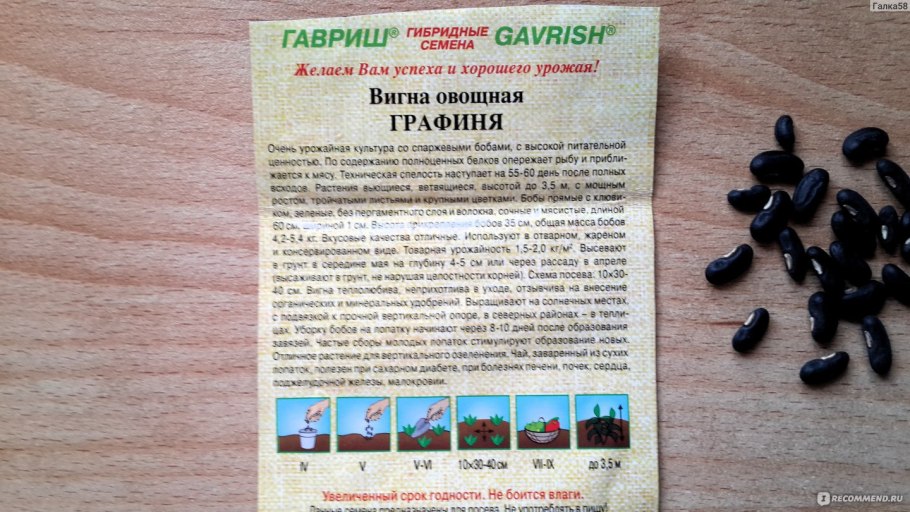 Галка58
ГАВРИШ® ГИБРИДНЫЕ СЕМЕНА GAVRISH®
Желаем Вам успеха и хорошего урожая!
Вигна овощная
ГРАФИНЯ
Очень урожайная культура со спаржевыми бобами, с высокой питательной
ценностью. По содержанию полноценных белков опережает рыбу и прибли-
жается к мясу. Техническая спелость наступает на 55-60 день после полных
всходов. Растения вьющиеся, ветвящиеся, высотой до 3,5 м, с мощным
ростом, тройчатыми листьями и крупными цветками. Бобы прямые с клюви-
ком, зеленые, без пергаментного слоя и волокна, сочные и мясистые, длиной
60 см, шириной 1 см. Высота прикрепления бобов 35 см, общая масса бобов
4,2-5,4 кг. Вкусовые качества отличные. Используют в отварном, жареном
и консервированном виде. Товарная урожайность 1,5-2,0 кг/м². Высевают
в грунт в середине мая на глубину 4-5 см или через рассаду в апреле
(высаживают в грунт, не нарушая целостности корней). Схема посева: 10х30-
40 см. Вигна теплолюбива, неприхотлива в уходе, отзывчива на внесение
органических и минеральных удобрений. Выращивают на солнечных местах,
с подвязкой к прочной вертикальной опоре, в северных районах – в тепли-
цах. Уборку бобов на лопатку начинают через 8-10 дней после образования
завязей. Частые сборы молодых лопаток стимулируют образование новых.
Отличное растение для вертикального озеленения. Чай, заваренный из сухих
лопаток, полезен при сахарном диабете, при болезнях печени, почек, сердца,
поджелудочной железы, малокровии.
IV V V-VI 10х30-40 см VII-IX до 3,5 м
Увеличенный срок годности. Не боится влаги.
Данные семена предназначены для посева. Не употреблять в пищу!
IRECOMMEND.RU